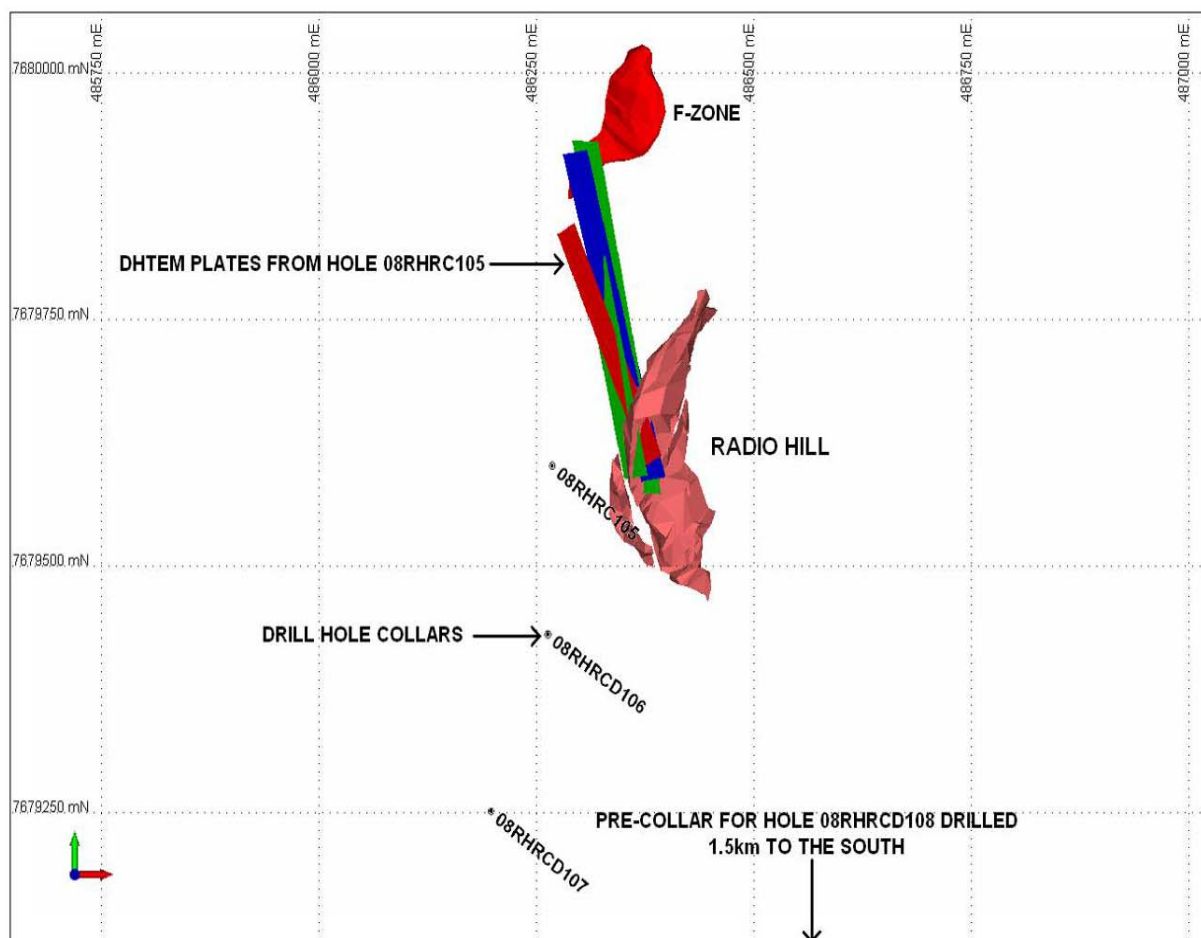 485750 mE
486000 mE
486250 mE
486500 mE
486750 mE
487000 mE
7680000 mN
F-ZONE
DHTEM PLATES FROM HOLE 08RHRC105
7679750 mN
RADIO HILL
08RHRC105
7679500 mN
DRILL HOLE COLLARS
08RHRCD106
7679250 mN
PRE-COLLAR FOR HOLE 08RHRCD108 DRILLED
1.5km TO THE SOUTH
08RHRCD107